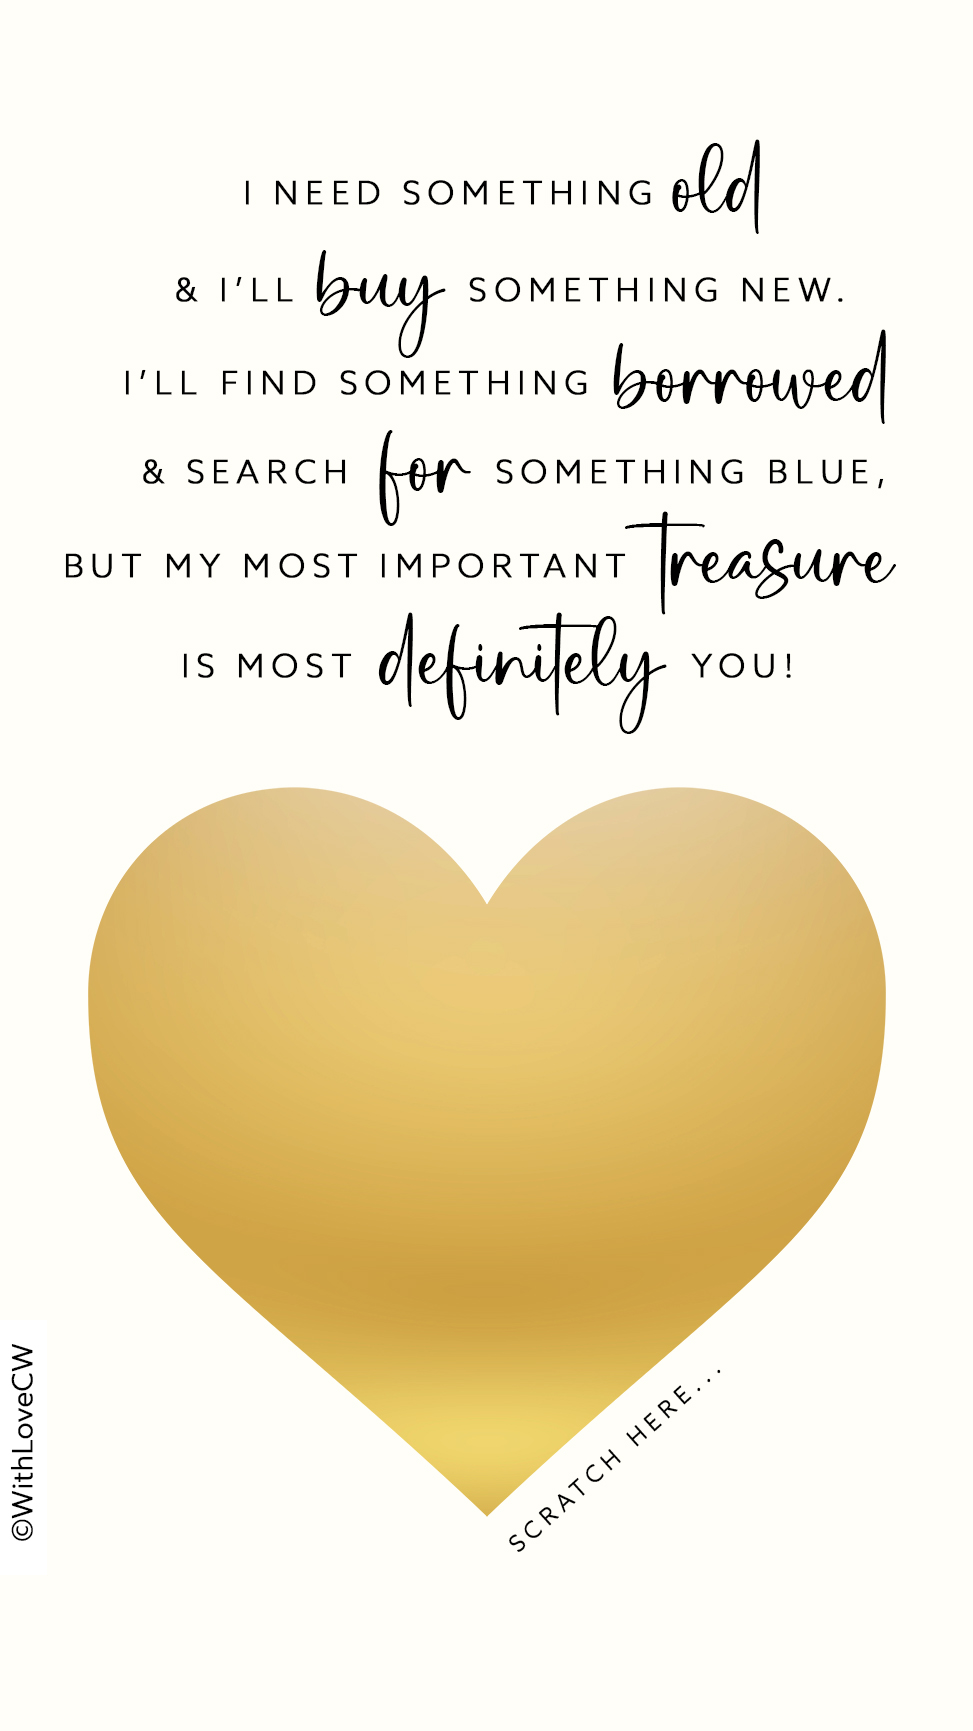 I NEED SOMETHING old
& I'LL buy SOMETHING NEW.
I'LL FIND SOMETHING borrowed
& SEARCH for SOMETHING BLUE,
BUT MY MOST IMPORTANT treasure
IS MOST definitely YOU!
SCRATCH HERE...
©WithLoveCW